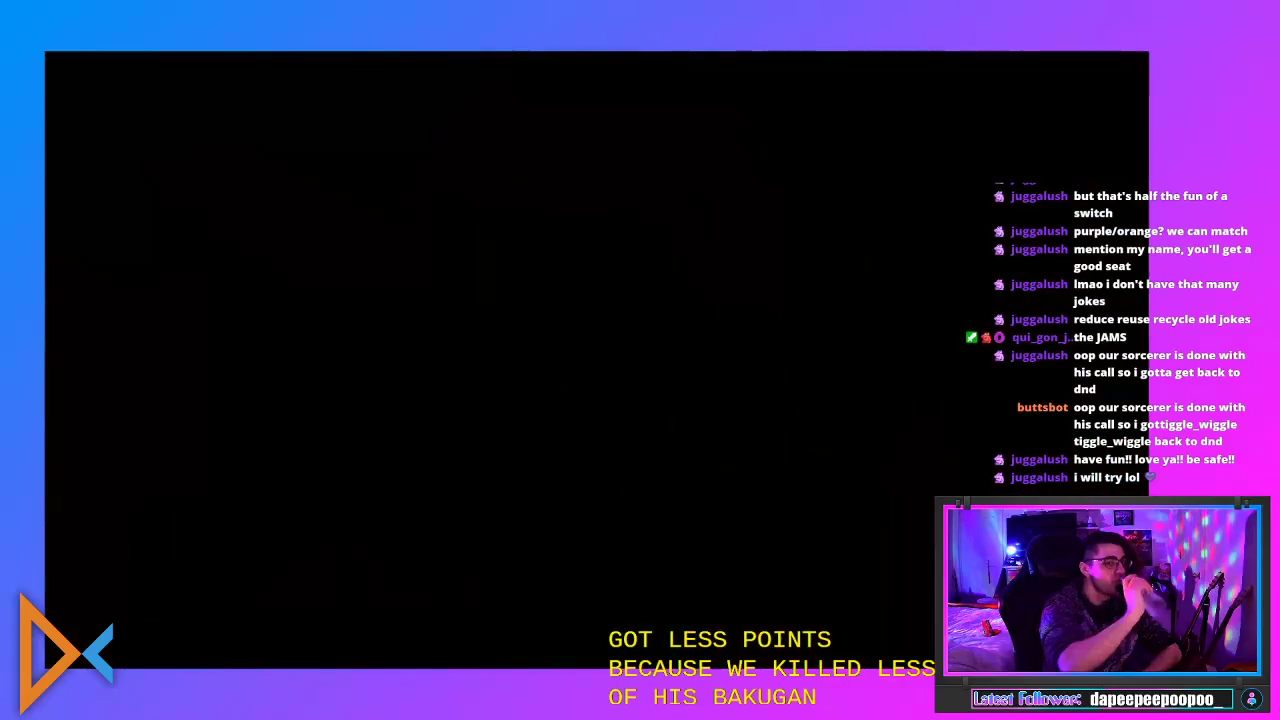 juggalush but that's half the fun of a
switch
juggalush purple/orange? we can match
juggalush mention my name, you'll get a
good seat
juggalush lmao i don't have that many
jokes
juggalush reduce reuse recycle old jokes
qui_gon_j.. the JAMS
juggalush oop our sorcerer is done with
his call so i gotta get back to
dnd
buttsbot oop our sorcerer is done with
his call so i gottiggle_wiggle
tiggle_wiggle back to dnd
juggalush have fun!! love ya!! be safe!!
juggalush i will try lol
GOT LESS POINTS
BECAUSE WE KILLED LESS
OF HIS BAKUGAN
Latest Follower: dapeepeepoopoo_